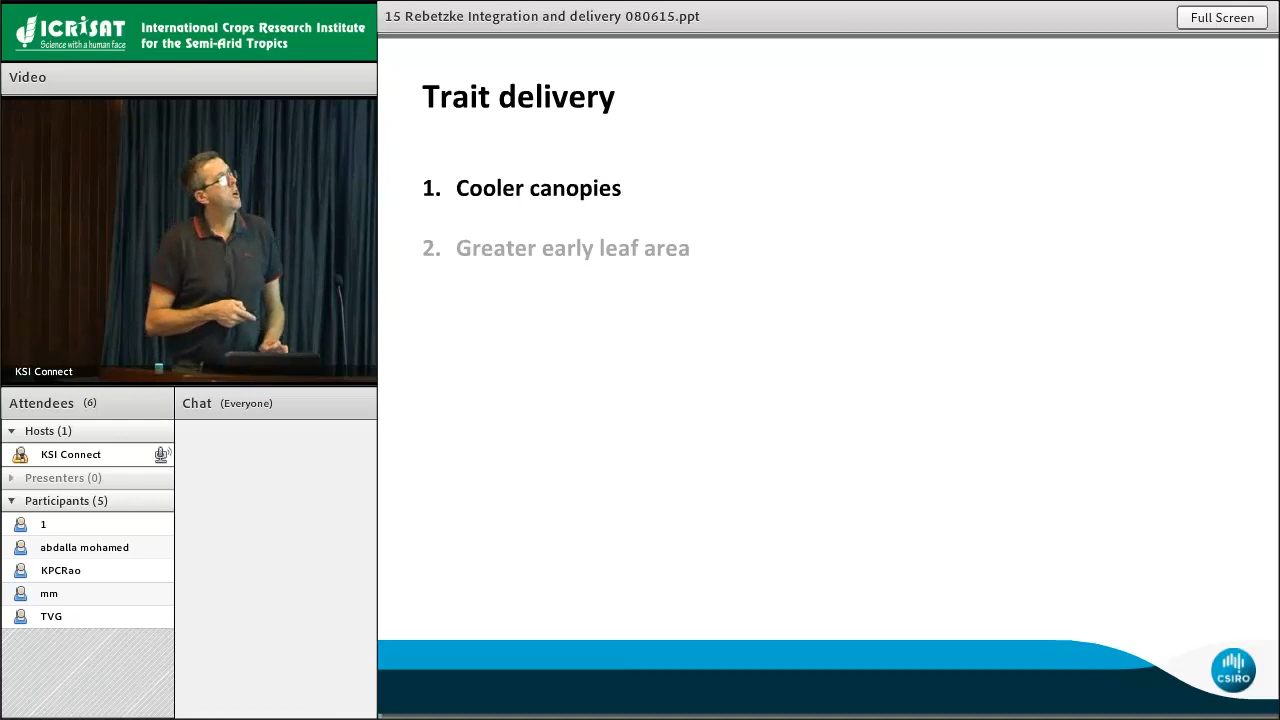 ICRISAT
Science with a human face
International Crops Research Institute
for the Semi-Arid Tropics
15 Rebetzke Integration and delivery 080615.ppt
Full Screen
Video
KSI Connect
Attendees (6)
Chat (Everyone)
Hosts (1)
KSI Connect
Presenters (0)
Participants (5)
1
abdalla mohamed
KPCRao
mm
TVG
Trait delivery
1. Cooler canopies
2. Greater early leaf area
CSIRO